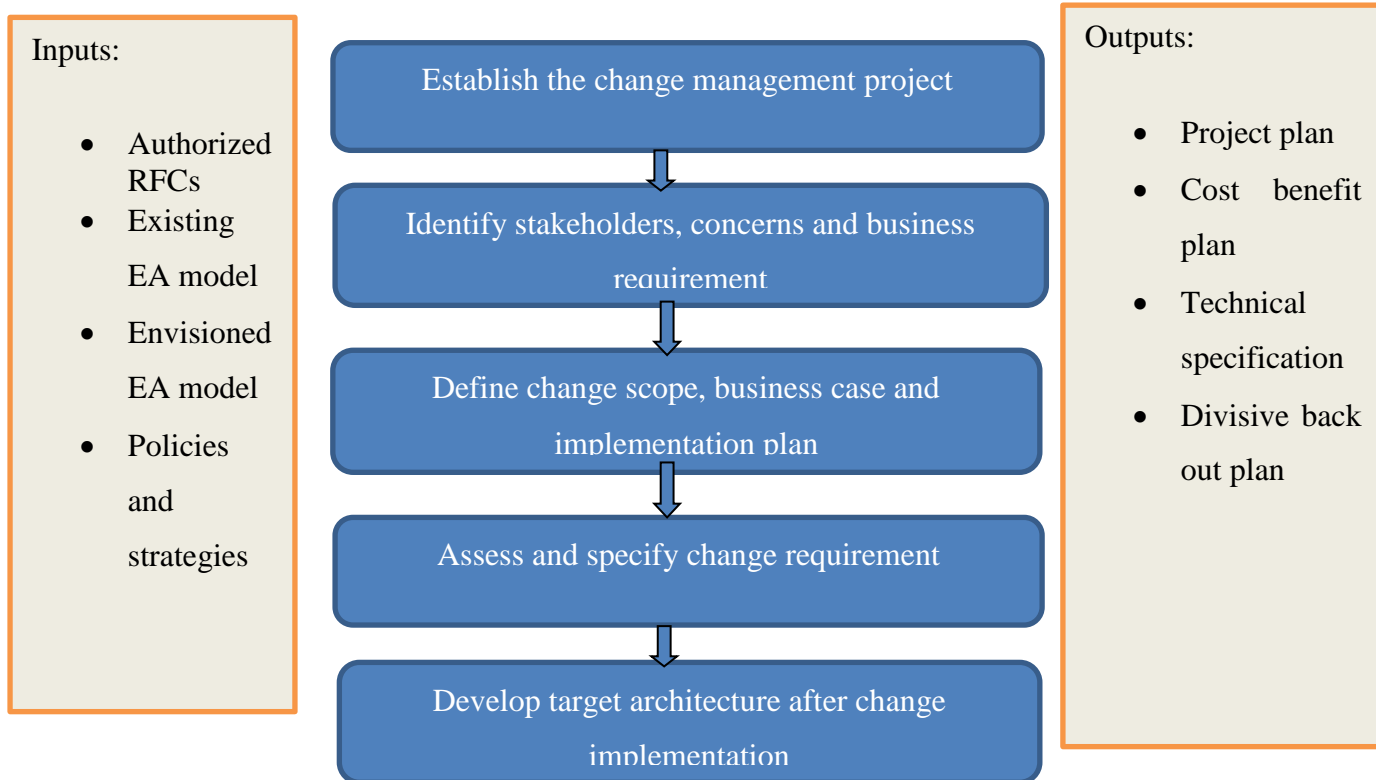 Inputs:
Authorized
RFCs
Existing
EA model
Envisioned
EA model
Policies
and
strategies
Establish the change management project
Identify stakeholders, concerns and business
requirement
Define change scope, business case and
implementation plan
Assess and specify change requirement
Develop target architecture after change
implementation
Outputs:
Project plan
Cost benefit
plan
Technical
specification
Divisive back
out plan